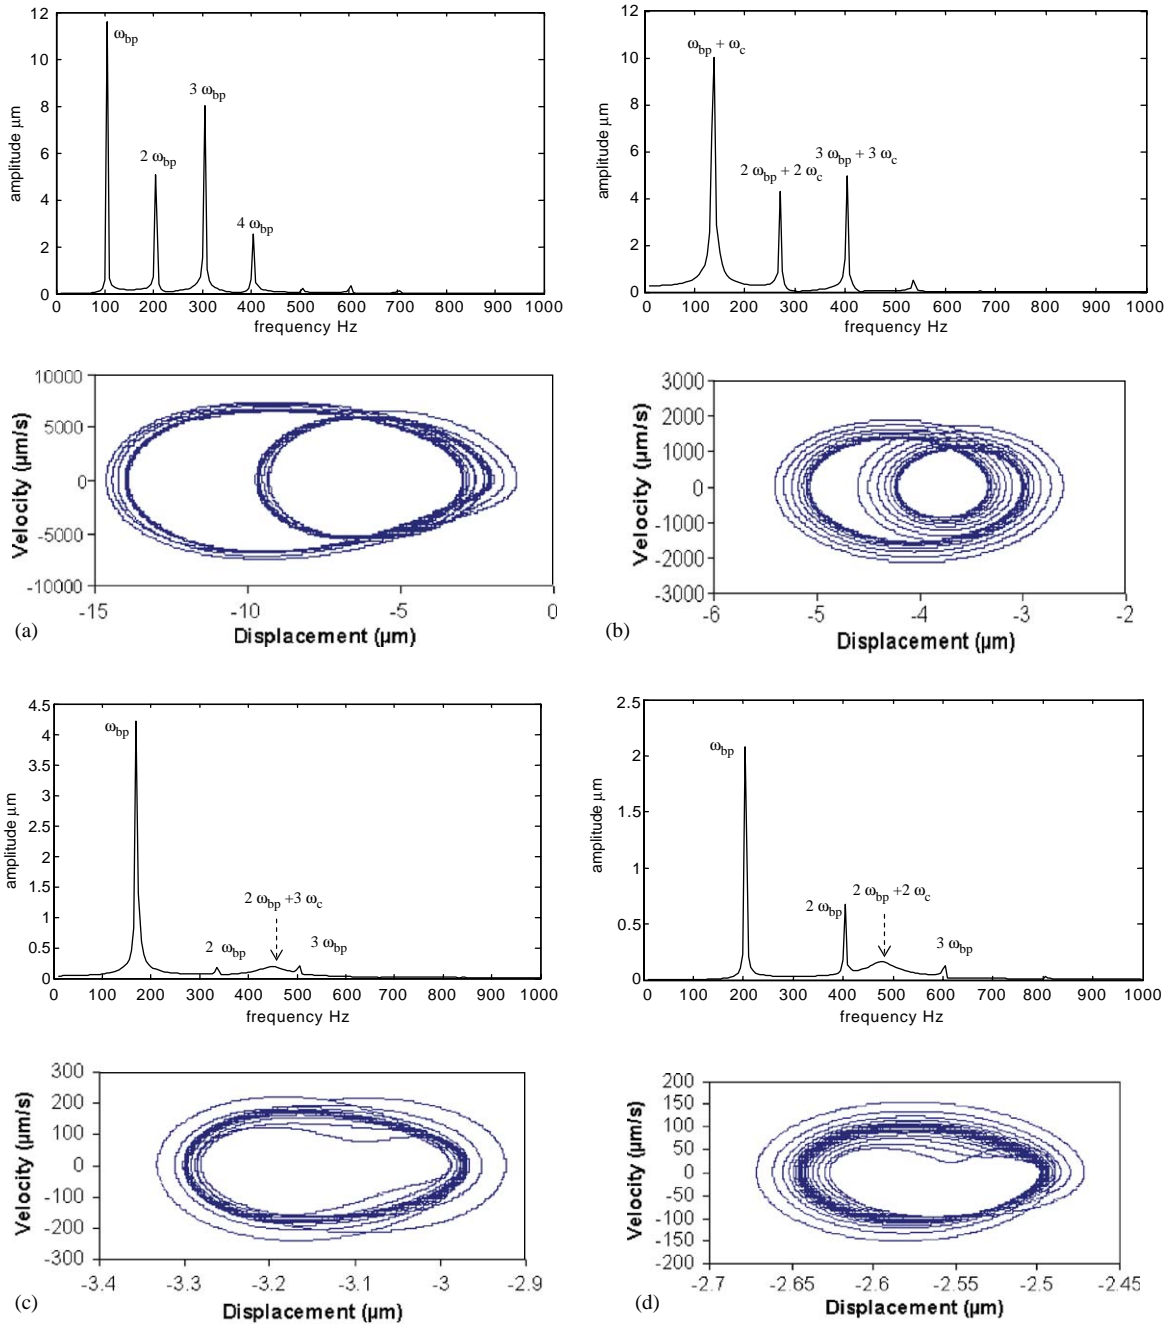 12
10
8
6
4
2
0
amplitude μm
ω_bp
2 ω_bp
3 ω_bp
4 ω_bp
0 100 200 300 400 500 600 700 800 900 1000
frequency Hz
12
10
8
6
4
2
0
amplitude μm
ω_bp + ω_c
2 ω_bp + 2 ω_c
3 ω_bp + 3 ω_c
0 100 200 300 400 500 600 700 800 900 1000
frequency Hz
10000
5000
0
-5000
-10000
Velocity (μm/s)
-15 -10 -5 0
Displacement (μm)
(a)
3000
2000
1000
0
-1000
-2000
-3000
Velocity (μm/s)
-6 -5 -4 -3 -2
Displacement (μm)
(b)
4.5
4
3.5
3
2.5
2
1.5
1
0.5
0
amplitude μm
ω_bp
2 ω_bp
2 ω_bp +3 ω_c
3 ω_bp
0 100 200 300 400 500 600 700 800 900 1000
frequency Hz
2.5
2
1.5
1
0.5
0
amplitude μm
ω_bp
2 ω_bp
2 ω_bp +2 ω_c
3 ω_bp
0 100 200 300 400 500 600 700 800 900 1000
frequency Hz
300
200
100
0
-100
-200
-300
Velocity (μm/s)
-3.4 -3.3 -3.2 -3.1 -3 -2.9
Displacement (μm)
(c)
200
150
100
50
0
-50
-100
-150
-200
Velocity (μm/s)
-2.7 -2.65 -2.6 -2.55 -2.5 -2.45
Displacement (μm)
(d)